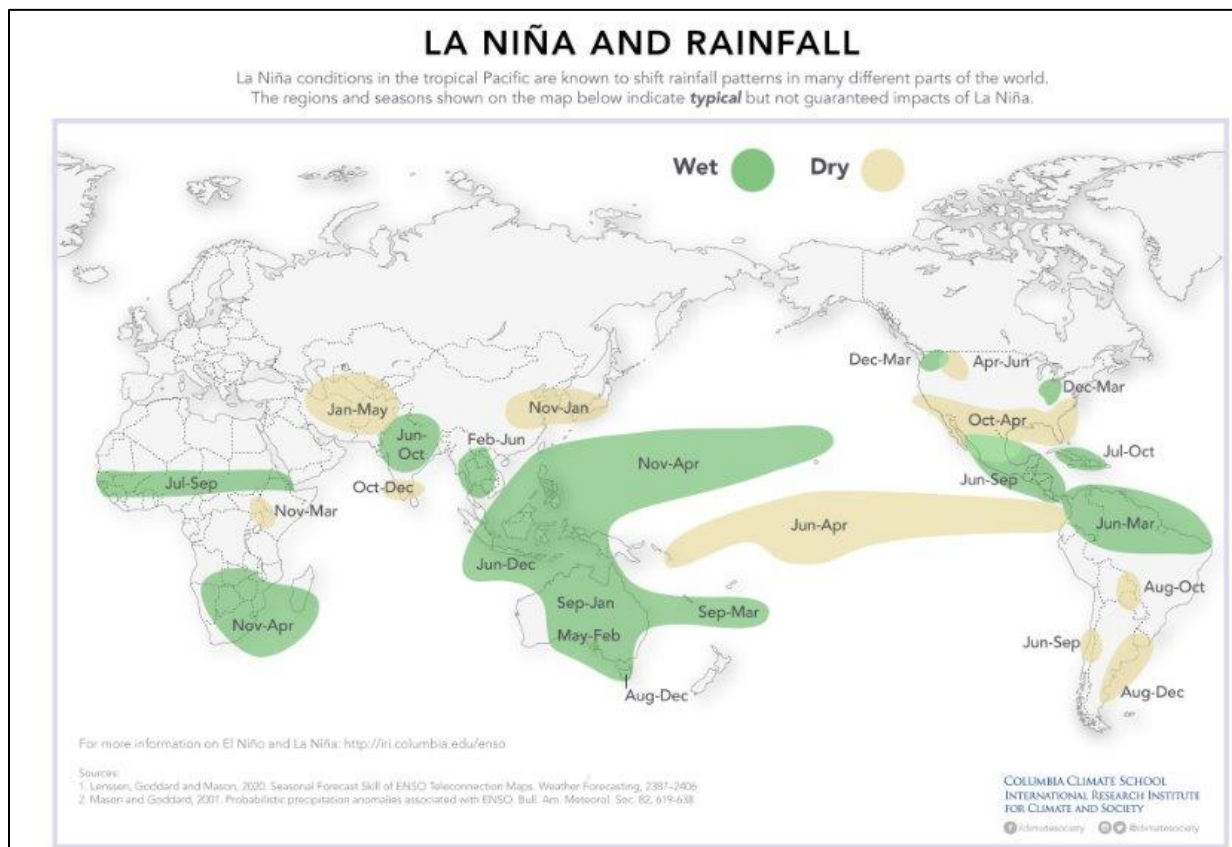 LA NIÑA AND RAINFALL
La Niña conditions in the tropical Pacific are known to shift rainfall patterns in many different parts of the world.
The regions and seasons shown on the map below indicate typical but not guaranteed impacts of La Niña.
Wet
Dry
Dec-Mar
Apr-Jun
Dec-Mar
Jan-May
Nov-Jan
Oct-Apr
Jun-
Oct
Feb-Jun
Nov-Apr
Jul-Oct
Jul-Sep
Oct-Dec
Jun-Sep
Nov-Mar
Jun-Apr
Jun-Mar
Jun-Dec
Aug-Oct
Sep-Jan
Sep-Mar
Nov-Apr
May-Feb
Jun-Sep
Aug-Dec
Aug-Dec
For more information on El Niño and La Niña: http://iri.columbia.edu/enso
Sources:
1. Lenssen, Goddard and Mason, 2020. Seasonal Forecast Skill of ENSO Teleconnection Maps. Weather Forecasting, 2387–2406
2. Mason and Goddard, 2001. Probabilistic precipitation anomalies associated with ENSO. Bull. Am. Meteorol. Soc. 82, 619-638
COLUMBIA CLIMATE SCHOOL
INTERNATIONAL RESEARCH INSTITUTE
FOR CLIMATE AND SOCIETY
/climatesociety @climatesociety